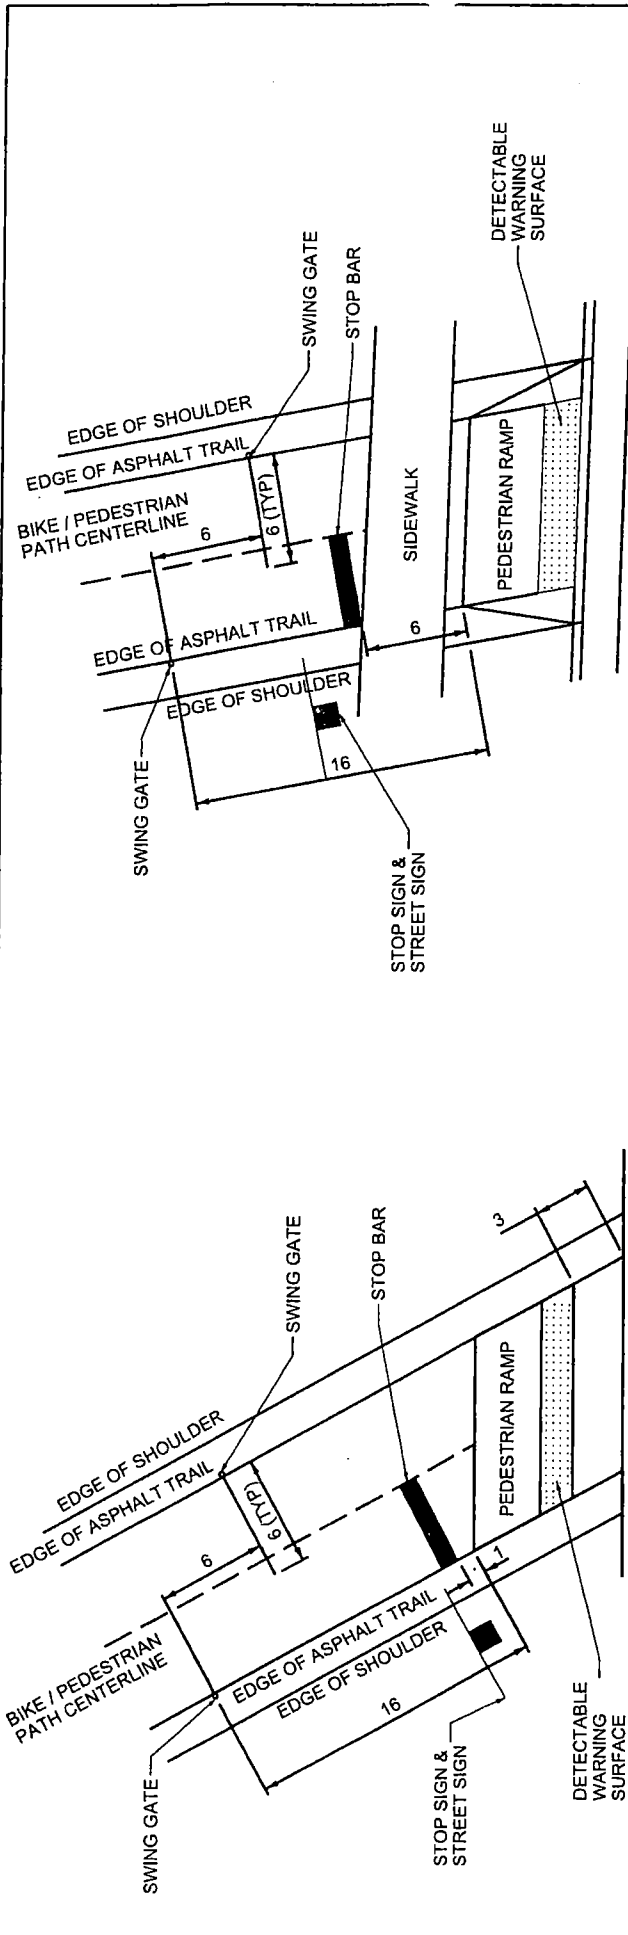 DETECTABLE
WARNING
SURFACE
SWING GATE
STOP BAR
EDGE OF SHOULDER
EDGE OF ASPHALT TRAIL
BIKE / PEDESTRIAN
PATH CENTERLINE
6
6 (TYP)
SIDEWALK
PEDESTRIAN RAMP
EDGE OF ASPHALT TRAIL
6
EDGE OF SHOULDER
SWING GATE
16
STOP SIGN &
STREET SIGN
SWING GATE
STOP BAR
3
EDGE OF SHOULDER
EDGE OF ASPHALT TRAIL
6
6 (TYP)
PEDESTRIAN RAMP
BIKE / PEDESTRIAN
PATH CENTERLINE
1
EDGE OF ASPHALT TRAIL
EDGE OF SHOULDER
16
SWING GATE
STOP SIGN &
STREET SIGN
DETECTABLE
WARNING
SURFACE